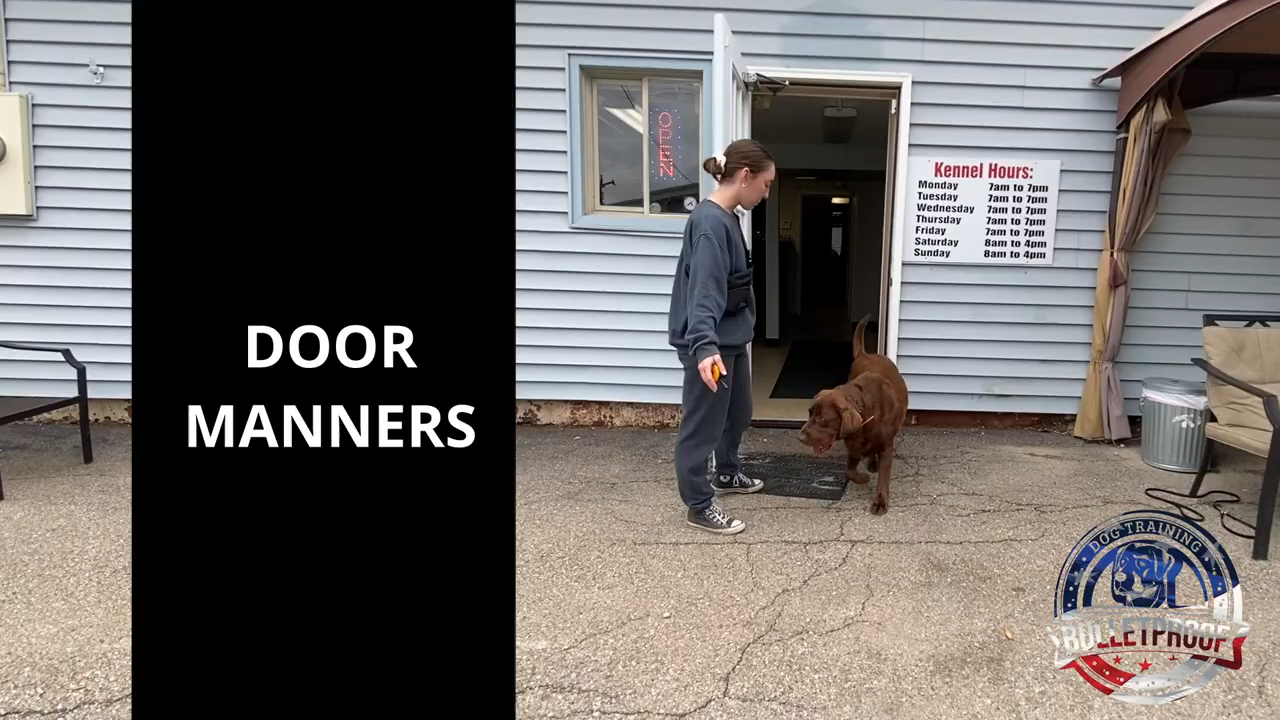 DOOR
MANNERS
OPEN
Kennel Hours:
Monday 7am to 7pm
Tuesday 7am to 7pm
Wednesday 7am to 7pm
Thursday 7am to 7pm
Friday 7am to 7pm
Saturday 8am to 4pm
Sunday 8am to 4pm
DOG TRAINING
BULLETPROOF